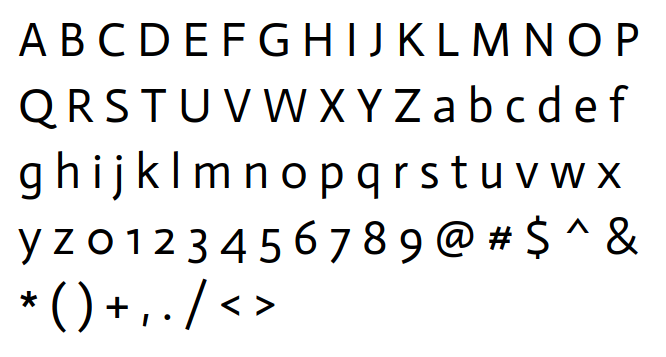 A B C D E F G H I J K L M N O P
Q R S T U V W X Y Z a b c d e f
g h i j k l m n o p q r s t u v w x
y z 0 1 2 3 4 5 6 7 8 9 @ # $ ^ &
* ( ) + , . / < >